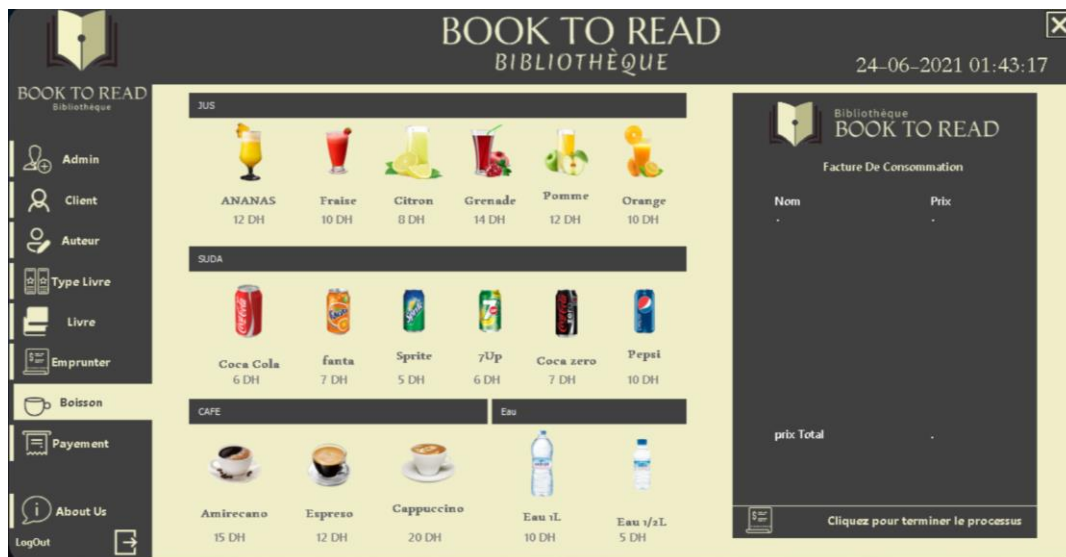 BOOK TO READ
BIBLIOTHÈQUE
24-06-2021 01:43:17
BOOK TO READ
Bibliothèque
Admin
Client
Auteur
Type Livre
Livre
Emprunter
Boisson
Payement
About Us
LogOut
JUS
ANANAS Fraise Citron Grenade Pomme Orange
12 DH 10 DH 8 DH 14 DH 12 DH 10 DH
SUDA
Coca Cola fanta Sprite 7Up Coca zero Pepsi
6 DH 7 DH 5 DH 6 DH 7 DH 10 DH
CAFE Eau
Amirecano Espreso Cappuccino Eau 1L Eau 1/2L
15 DH 12 DH 20 DH 10 DH 5 DH
Bibliothèque
BOOK TO READ
Facture De Consommation
Nom Prix
. .
prix Total .
Cliquez pour terminer le processus